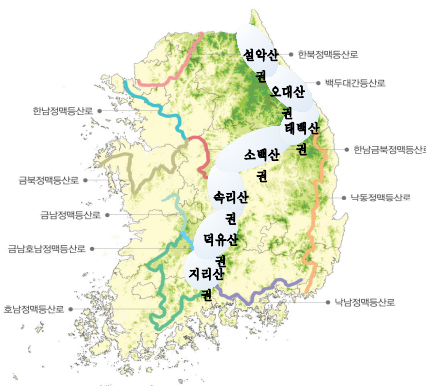 설악산
권
한북정맥등산로
백두대간등산로
오대산
권
한남정맥등산로
태백산
권
소백산
권
한남금북정맥등산로
금북정맥등산로
속리산
권
낙동정맥등산로
금남정맥등산로
덕유산
권
금남호남정맥등산로
지리산
권
호남정맥등산로
낙남정맥등산로